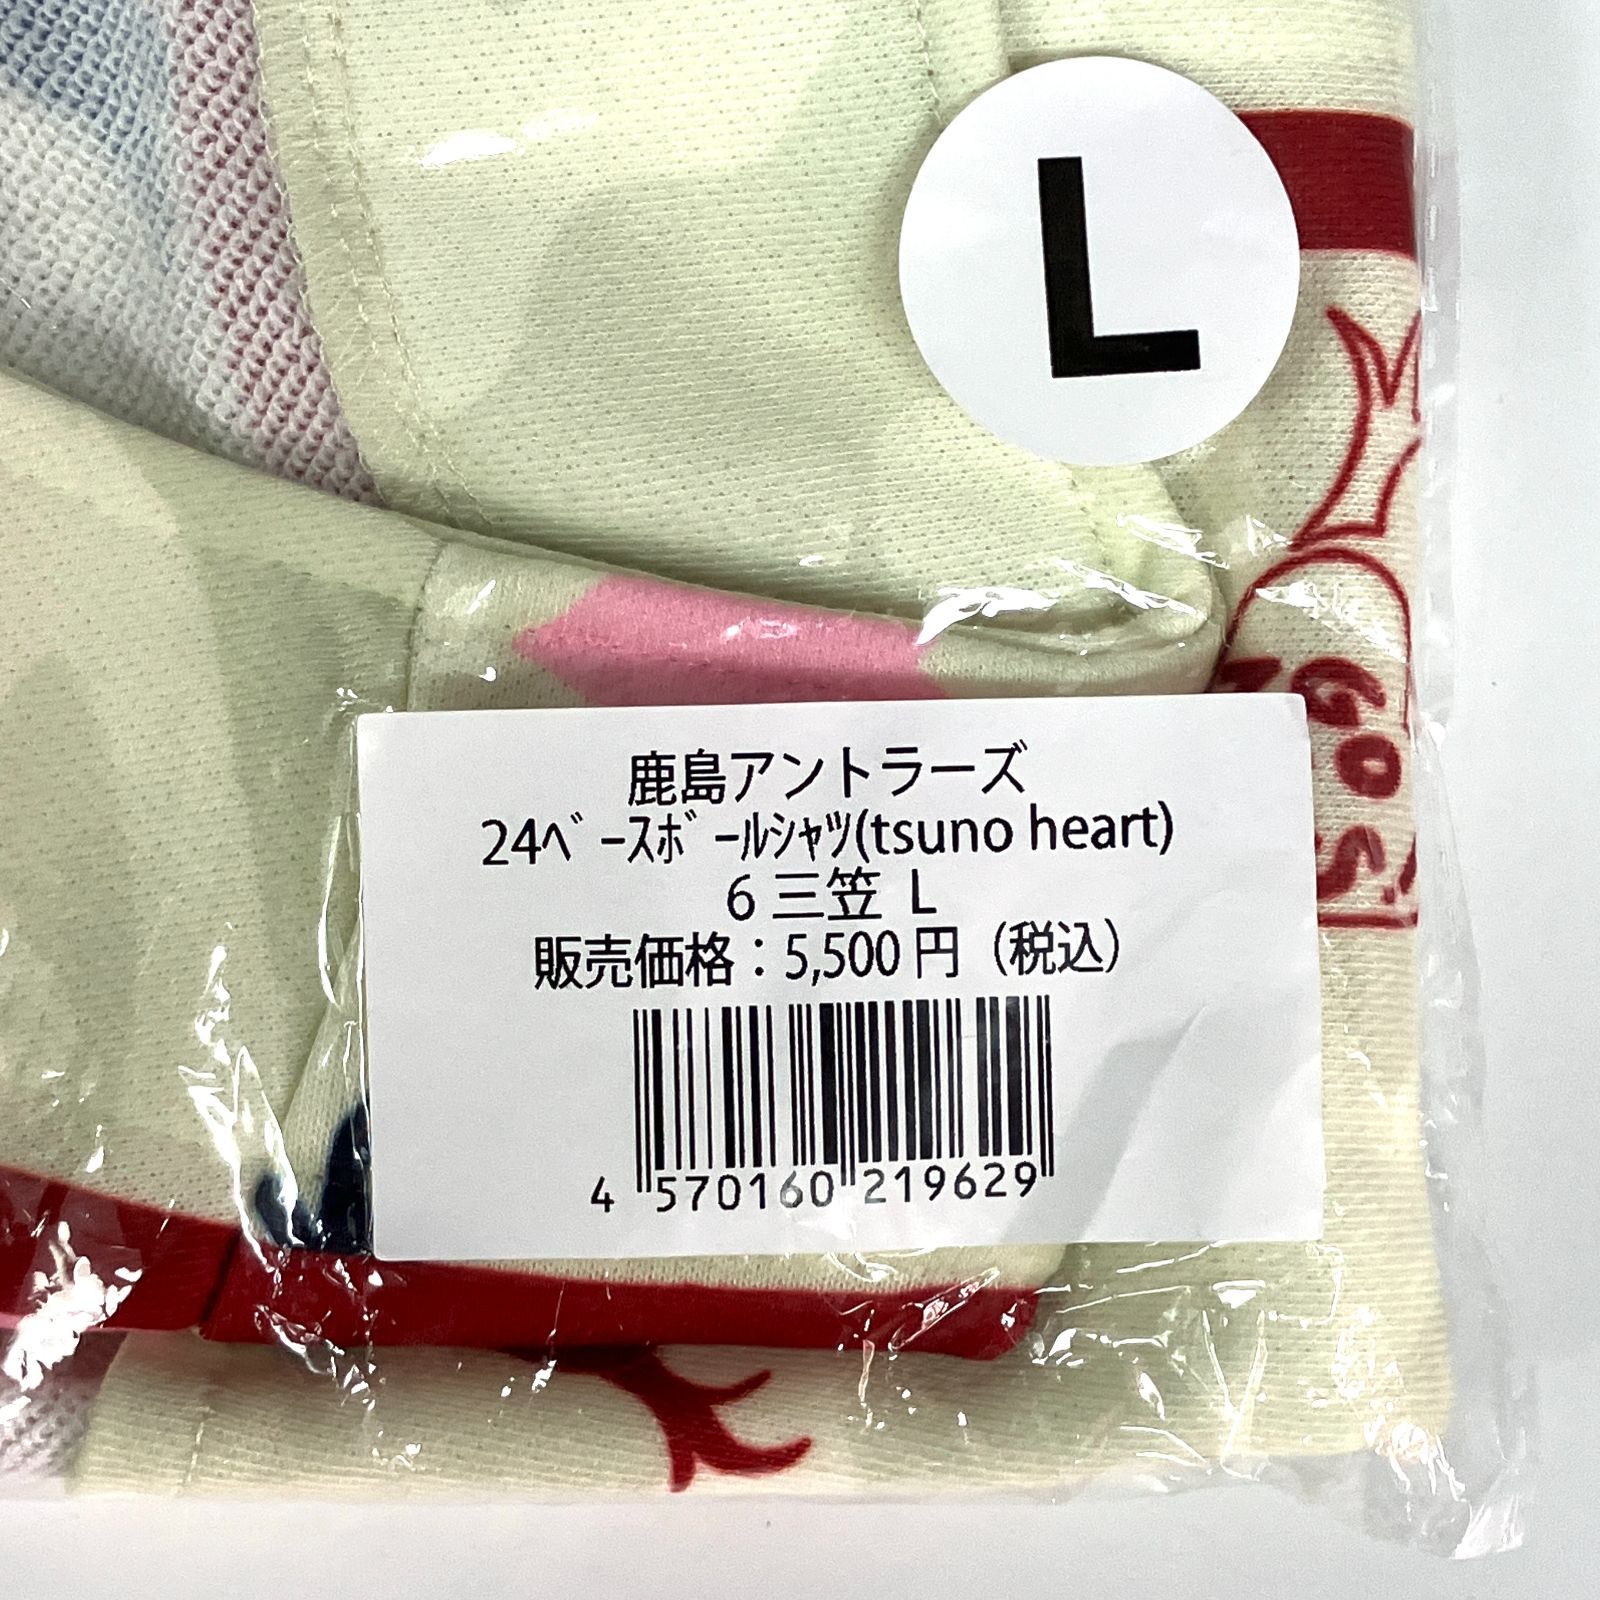 L
鹿島アントラーズ
24ﾍﾞｰｽﾎﾞｰﾙｼｬﾂ(tsuno heart)
6 三笠 L
販売価格：5,500 円（税込）
4 570160 219629
GO